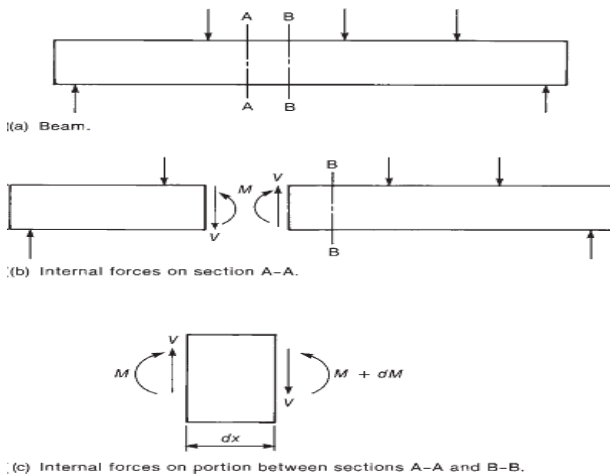 A B
A B
(a) Beam.
B
M V
V
B
(b) Internal forces on section A–A.
V
M M + dM
V
dx
(c) Internal forces on portion between sections A–A and B–B.